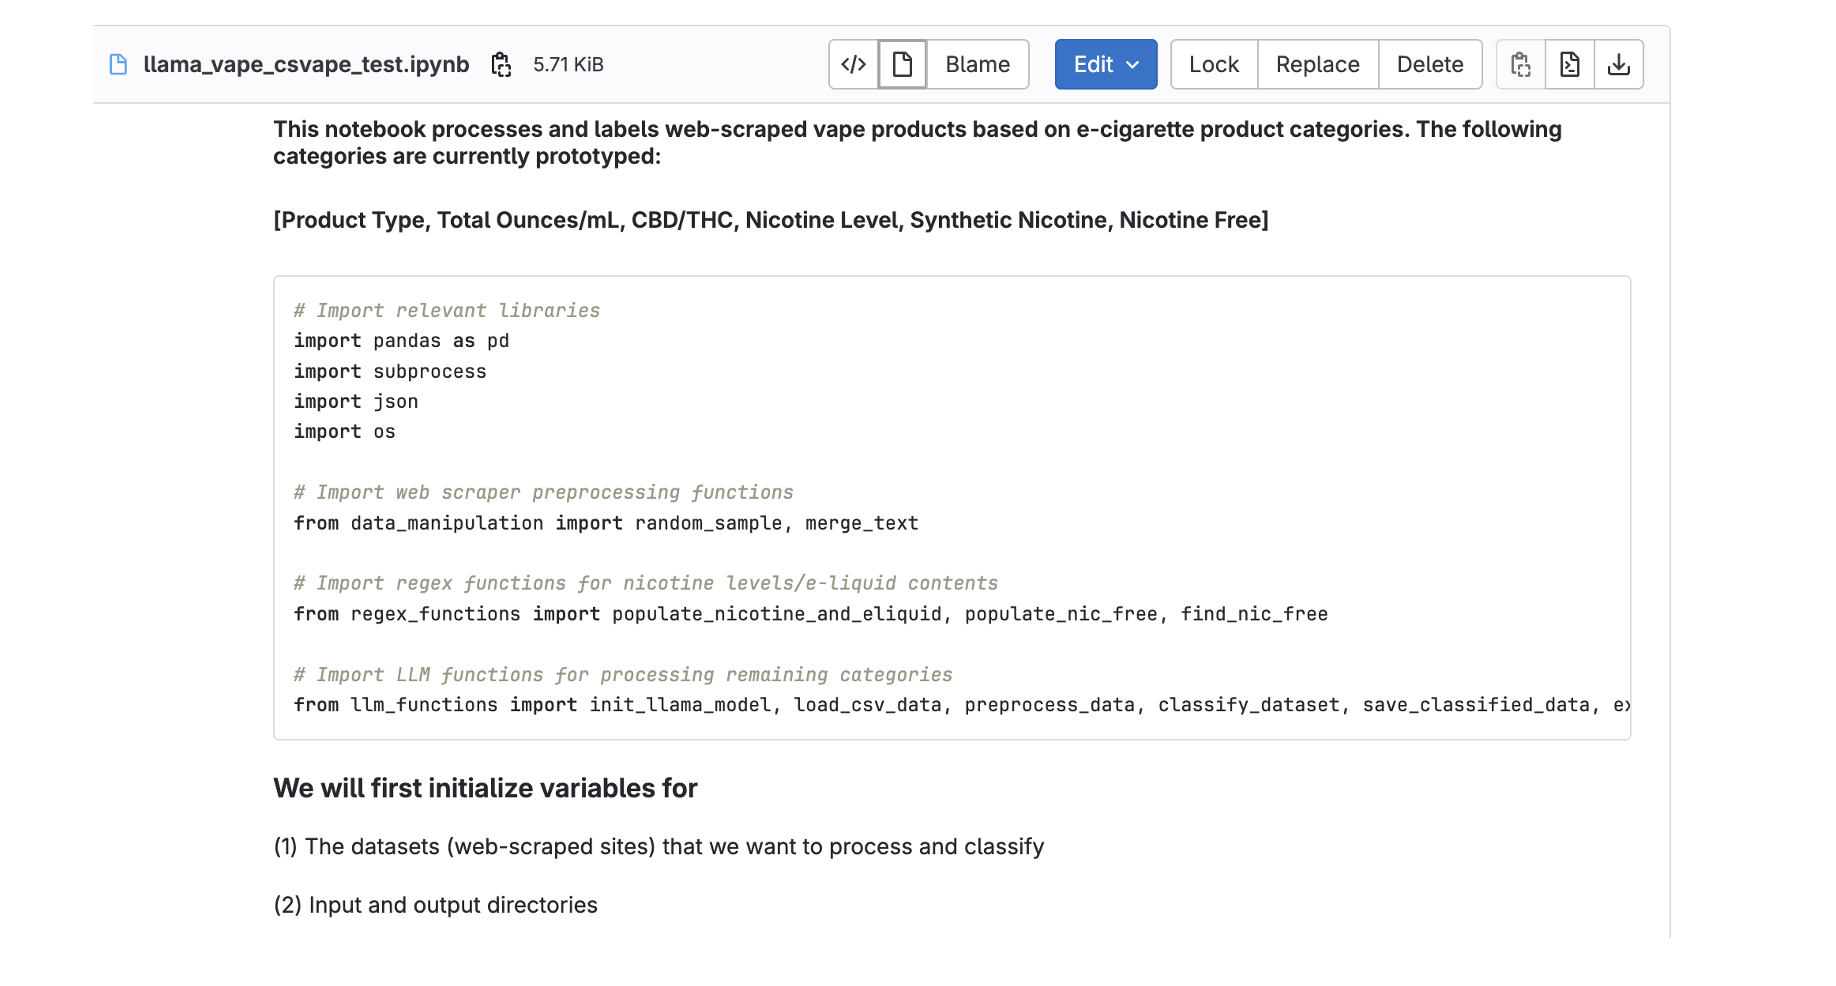 llama_vape_csvape_test.ipynb 5.71 KiB </> Blame Edit Lock Replace Delete
This notebook processes and labels web-scraped vape products based on e-cigarette product categories. The following
categories are currently prototyped:
[Product Type, Total Ounces/mL, CBD/THC, Nicotine Level, Synthetic Nicotine, Nicotine Free]
# Import relevant libraries
import pandas as pd
import subprocess
import json
import os
# Import web scraper preprocessing functions
from data_manipulation import random_sample, merge_text
# Import regex functions for nicotine levels/e-liquid contents
from regex_functions import populate_nicotine_and_eliquid, populate_nic_free, find_nic_free
# Import LLM functions for processing remaining categories
from llm_functions import init_llama_model, load_csv_data, preprocess_data, classify_dataset, save_classified_data,
We will first initialize variables for
(1) The datasets (web-scraped sites) that we want to process and classify
(2) Input and output directories